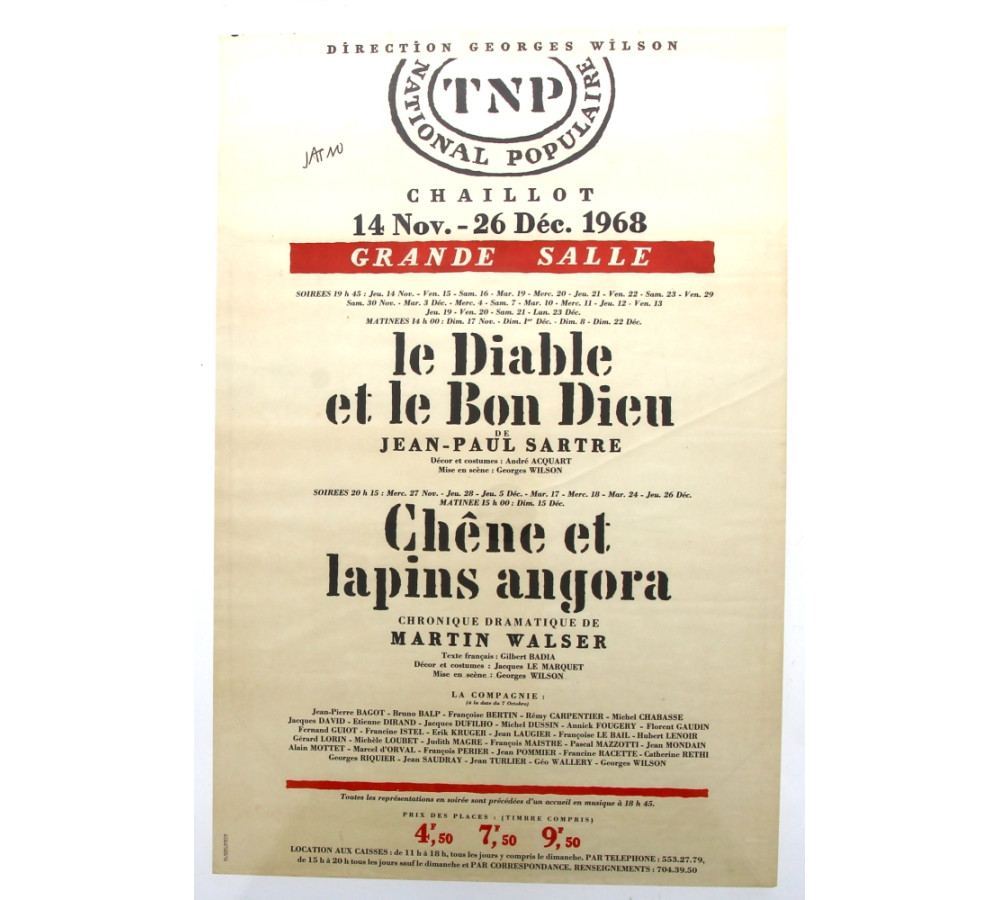 DIRECTION GEORGES WILSON
TNP
NATIONAL POPULAIRE
JACNO
CHAILLOT
14 Nov. - 26 Déc. 1968
GRANDE SALLE
SOIREES 19 h 45 : Jeu. 14 Nov. - Ven. 15 - Sam. 16 - Mar. 19 - Merc. 20 - Jeu. 21 - Ven. 22 - Sam. 23 - Ven. 29
Sam. 30 Nov. - Mar. 3 Déc. - Merc. 4 - Sam. 7 - Mar. 10 - Merc. 11 - Jeu. 12 - Ven. 13
Jeu. 19 - Ven. 20 - Sam. 21 - Lun. 23 Déc.
MATINEES 14 h 00 : Dim. 17 Nov. - Dim. 1er Déc. - Dim. 8 - Dim. 22 Déc.
le Diable
et le Bon Dieu
DE
JEAN-PAUL SARTRE
Décor et costumes : André ACQUART
Mise en scène : Georges WILSON
SOIREES 20 h 15 : Merc. 27 Nov. - Jeu. 28 - Jeu. 5 Déc. - Mar. 17 - Merc. 18 - Mar. 24 - Jeu. 26 Déc.
MATINEE 15 h 00 : Dim. 15 Déc.
Chêne et
lapins angora
CHRONIQUE DRAMATIQUE DE
MARTIN WALSER
Texte français : Gilbert BADIA
Décor et costumes : Jacques LE MARQUET
Mise en scène : Georges WILSON
LA COMPAGNIE :
(à la date du 7 Octobre)
Jean-Pierre BAGOT - Bruno BALP - Françoise BERTIN - Rémy CARPENTIER - Michel CHABASSE
Jacques DAVID - Etienne DIRAND - Jacques DUFILHO - Michel DUSSIN - Annick FOUGERY - Florent GAUDIN
Fernand GUIOT - Francine ISTEL - Erik KRUGER - Jean LAUGIER - Françoise LE BAIL - Hubert LENOIR
Gérard LORIN - Michèle LOUBET - Judith MAGRE - François MAISTRE - Pascal MAZZOTTI - Jean MONDAIN
Alain MOTTET - Marcel d'ORVAL - François PERIER - Jean POMMIER - Francine RACETTE - Catherine RETHI
Georges RIQUIER - Jean SAUDRAY - Jean TURLIER - Géo WALLERY - Georges WILSON
Toutes les représentations en soirée sont précédées d'un accueil en musique à 18 h 45.
PRIX DES PLACES : (TIMBRE COMPRIS)
4F,50 7F,50 9F,50
LOCATION AUX CAISSES : de 11 h à 18 h, tous les jours y compris le dimanche. PAR TELEPHONE : 553.27.79,
de 15 h à 20 h tous les jours sauf le dimanche et PAR CORRESPONDANCE. RENSEIGNEMENTS : 704.39.50